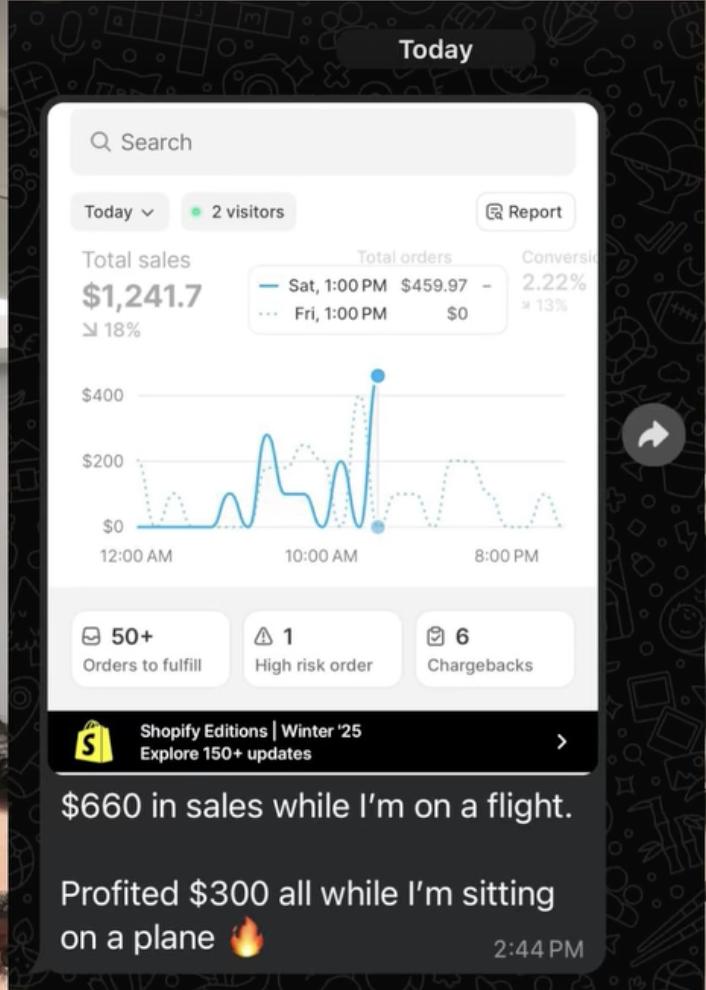 Today
Search
Today
2 visitors
Report
Total sales
Total orders
$1,241.7
2.22%
18%
13%
Sat, 1:00 PM $459.97 –
Fri, 1:00 PM $0
$400
$200
$0
12:00 AM 10:00 AM 8:00 PM
50+
Orders to fulfill
1
High risk order
6
Chargebacks
Shopify Editions | Winter '25
Explore 150+ updates
$660 in sales while I'm on a flight.
Profited $300 all while I'm sitting
on a plane 🔥
2:44 PM